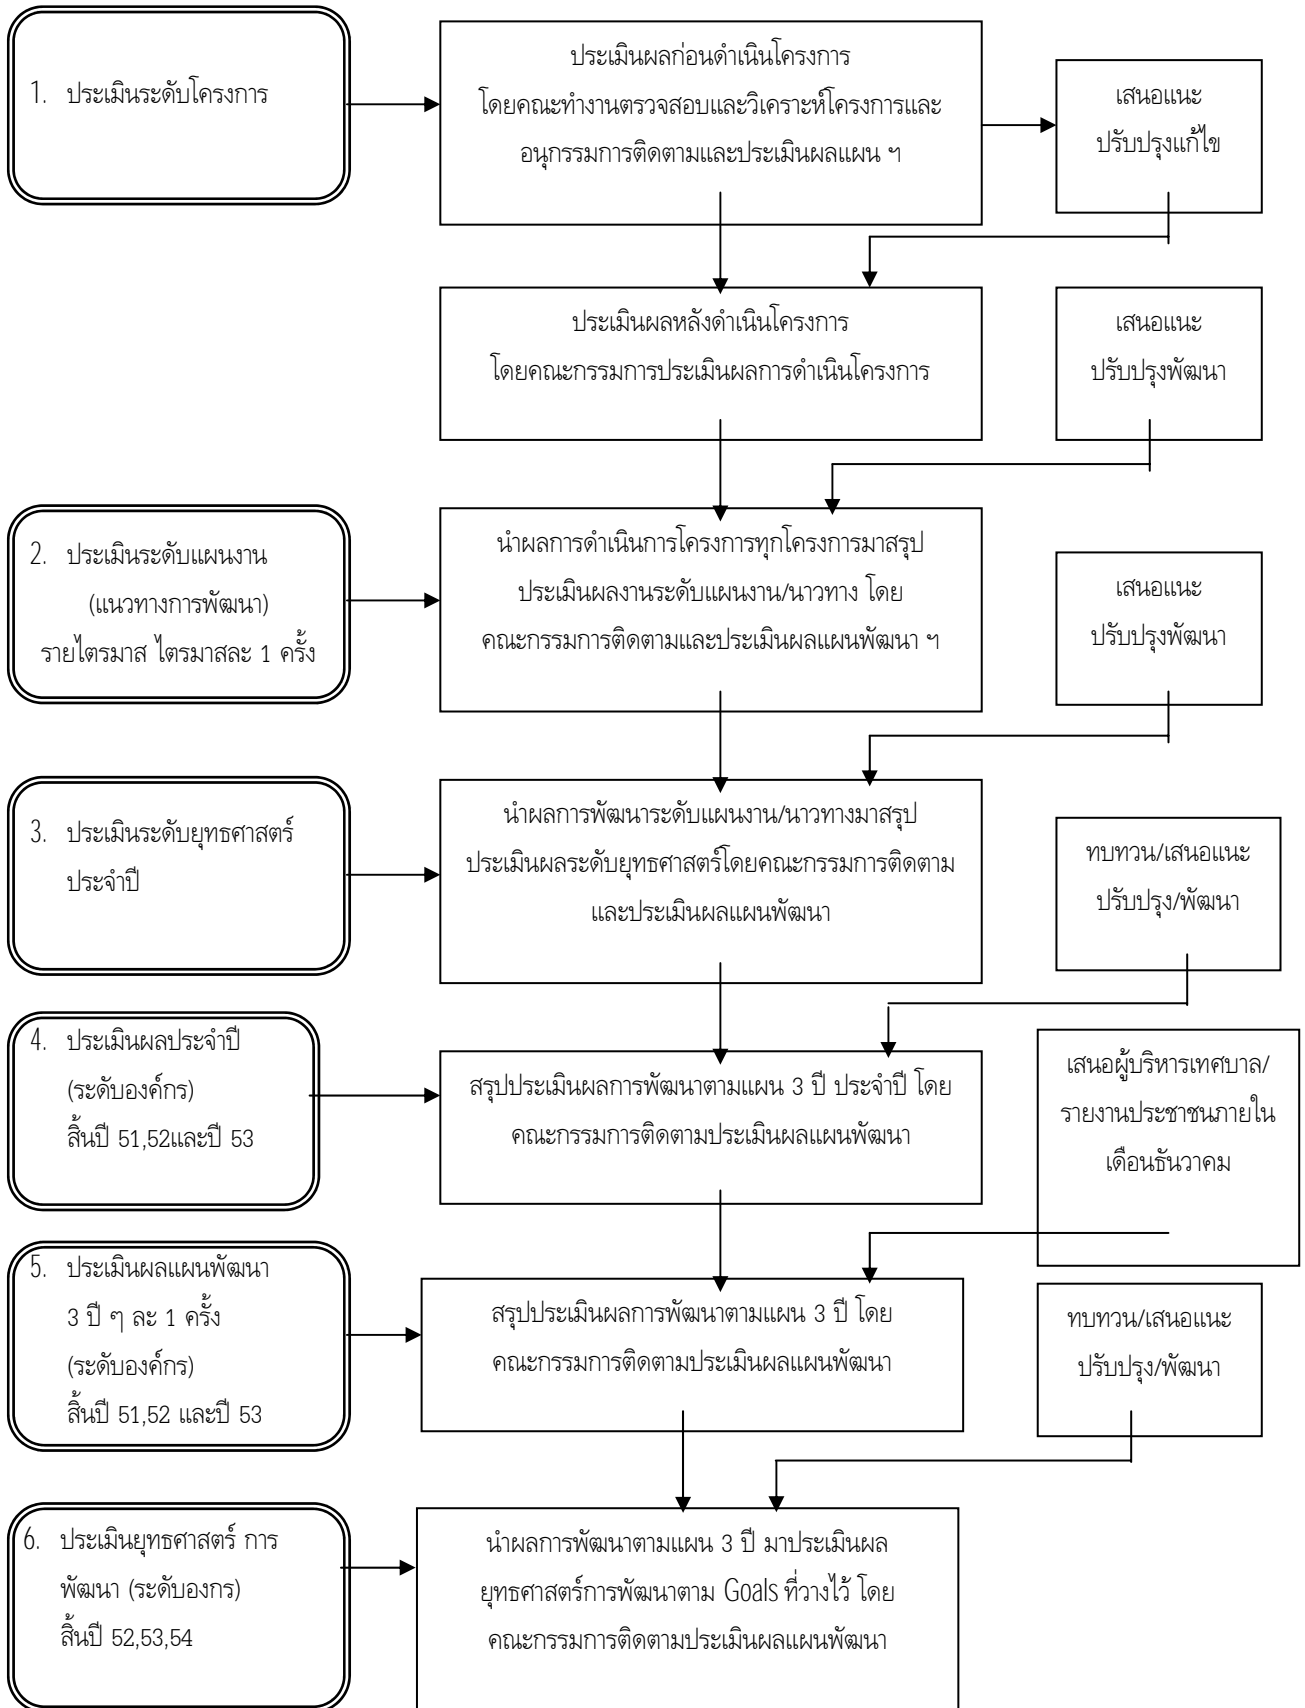 1. ประเมินระดับโครงการ
ประเมินผลก่อนดำเนินโครงการ
โดยคณะทำงานตรวจสอบและวิเคราะห์โครงการและ
อนุกรรมการติดตามและประเมินผลแผน ฯ
เสนอแนะ
ปรับปรุงแก้ไข
ประเมินผลหลังดำเนินโครงการ
โดยคณะกรรมการประเมินผลการดำเนินโครงการ
เสนอแนะ
ปรับปรุงพัฒนา
2. ประเมินระดับแผนงาน
(แนวทางการพัฒนา)
รายไตรมาส ไตรมาสละ 1 ครั้ง
นำผลการดำเนินการโครงการทุกโครงการมาสรุป
ประเมินผลงานระดับแผนงาน/นาวทาง โดย
คณะกรรมการติดตามและประเมินผลแผนพัฒนา ฯ
เสนอแนะ
ปรับปรุงพัฒนา
3. ประเมินระดับยุทธศาสตร์
ประจำปี
นำผลการพัฒนาระดับแผนงาน/นาวทางมาสรุป
ประเมินผลระดับยุทธศาสตร์โดยคณะกรรมการติดตาม
และประเมินผลแผนพัฒนา
ทบทวน/เสนอแนะ
ปรับปรุง/พัฒนา
4. ประเมินผลประจำปี
(ระดับองค์กร)
สิ้นปี 51,52และปี 53
สรุปประเมินผลการพัฒนาตามแผน 3 ปี ประจำปี โดย
คณะกรรมการติดตามประเมินผลแผนพัฒนา
เสนอผู้บริหารเทศบาล/
รายงานประชาชนภายใน
เดือนธันวาคม
5. ประเมินผลแผนพัฒนา
3 ปี ๆ ละ 1 ครั้ง
(ระดับองค์กร)
สิ้นปี 51,52 และปี 53
สรุปประเมินผลการพัฒนาตามแผน 3 ปี โดย
คณะกรรมการติดตามประเมินผลแผนพัฒนา
ทบทวน/เสนอแนะ
ปรับปรุง/พัฒนา
6. ประเมินยุทธศาสตร์ การ
พัฒนา (ระดับองกร)
สิ้นปี 52,53,54
นำผลการพัฒนาตามแผน 3 ปี มาประเมินผล
ยุทธศาสตร์การพัฒนาตาม Goals ที่วางไว้ โดย
คณะกรรมการติดตามประเมินผลแผนพัฒนา